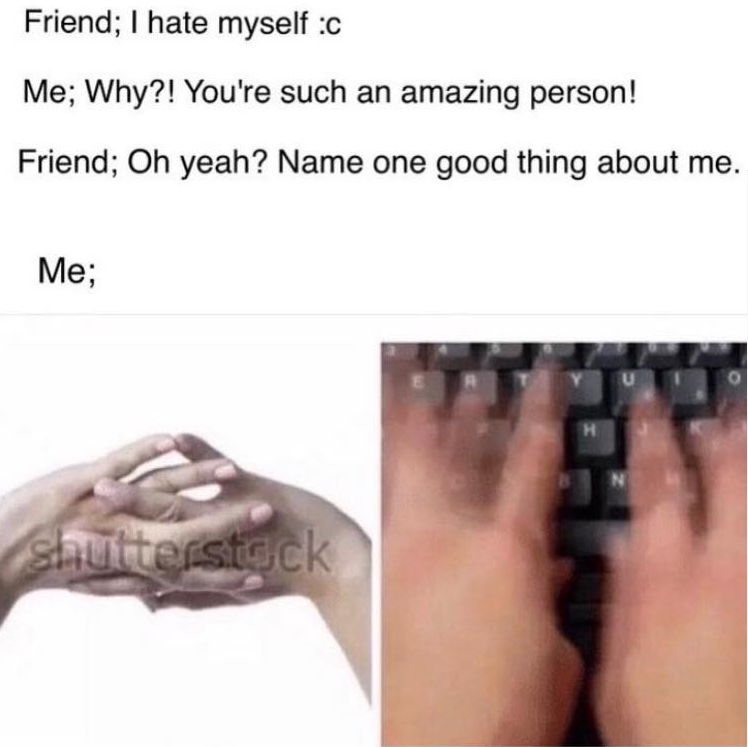 Friend; I hate myself :c
Me; Why?! You're such an amazing person!
Friend; Oh yeah? Name one good thing about me.
Me;
shutterstock
E R T Y U I O
H J K
B N